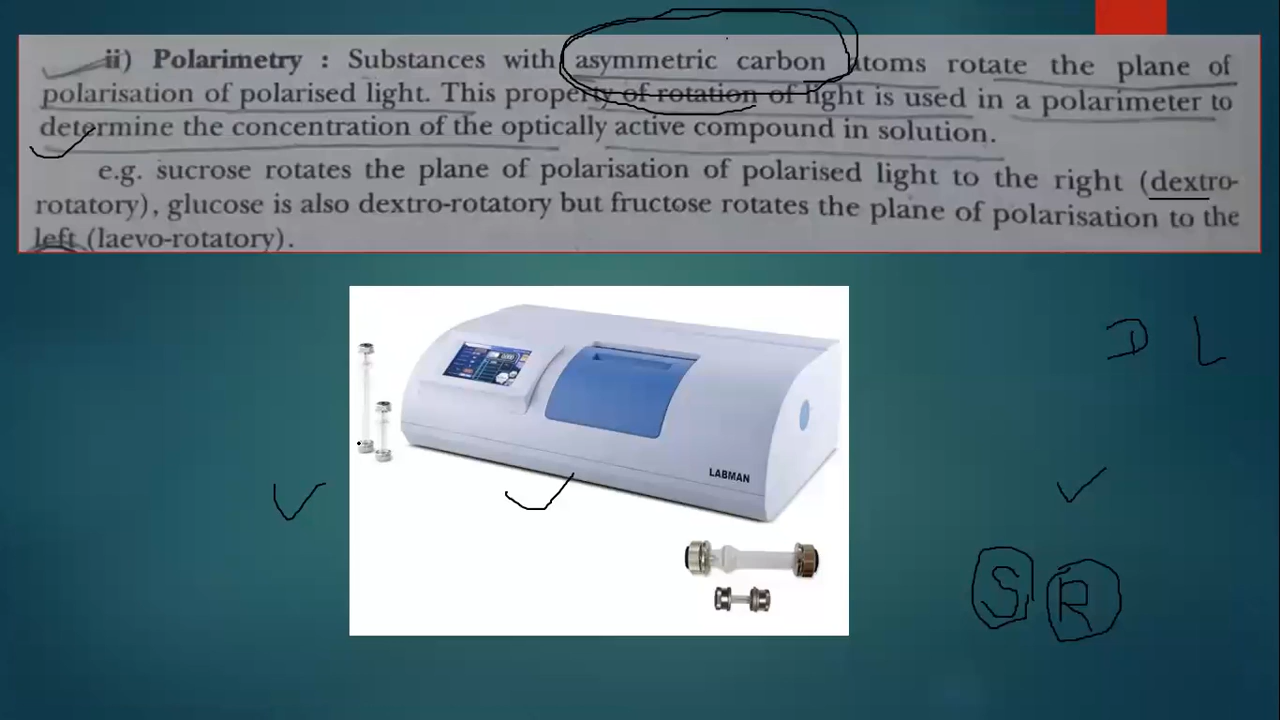 ii) Polarimetry : Substances with asymmetric carbon atoms rotate the plane of
polarisation of polarised light. This property of rotation of light is used in a polarimeter to
determine the concentration of the optically active compound in solution.
e.g. sucrose rotates the plane of polarisation of polarised light to the right (dextro-
rotatory), glucose is also dextro-rotatory but fructose rotates the plane of polarisation to the
left (laevo-rotatory).
D L
LABMAN
S R